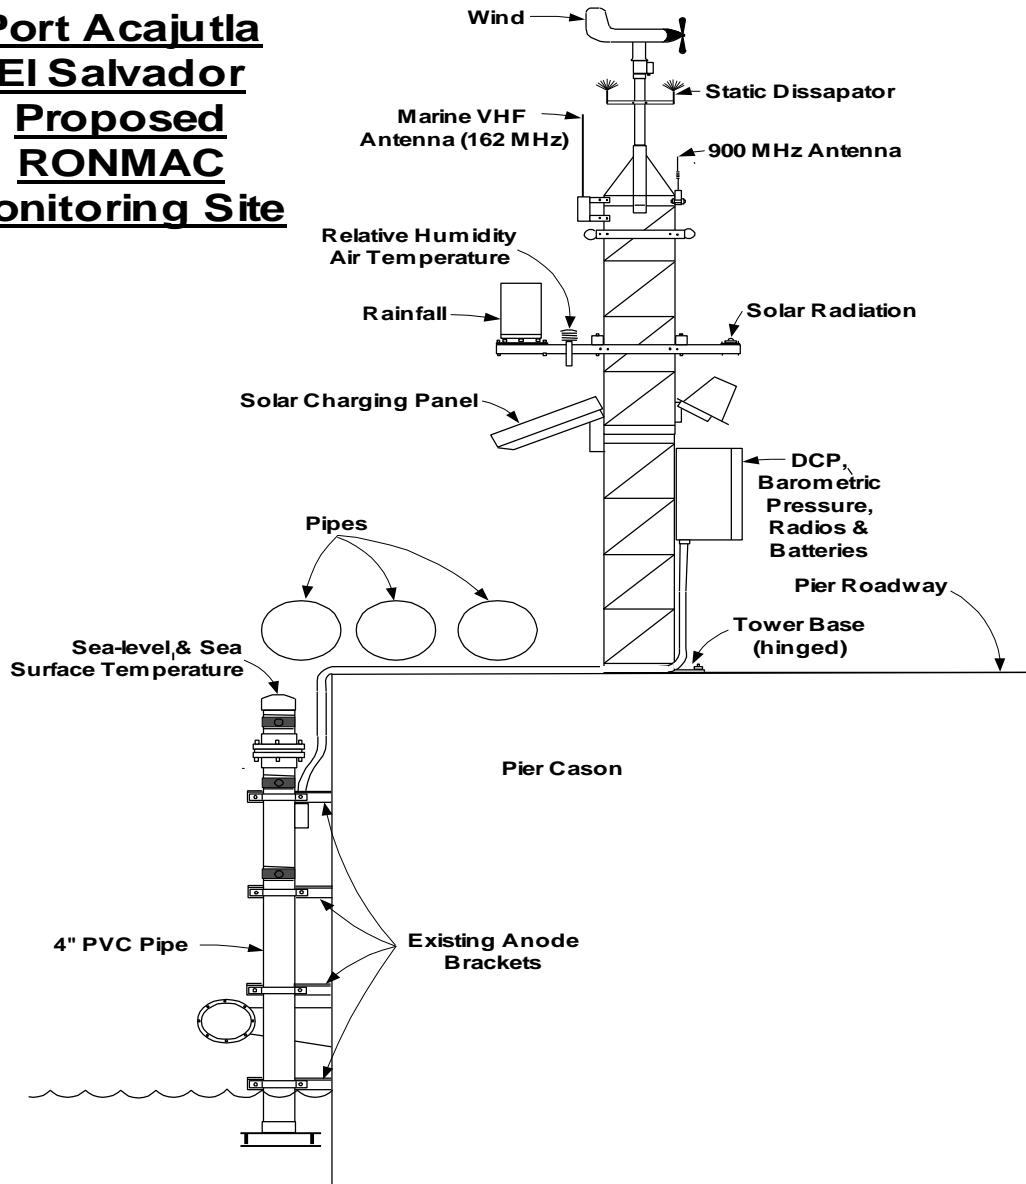 Port Acajutla
El Salvador
Proposed
RONMAC
onitoring Site
Wind
Static Dissapator
Marine VHF
Antenna (162 MHz)
900 MHz Antenna
Relative Humidity
Air Temperature
Rainfall
Solar Radiation
Solar Charging Panel
DCP,
Barometric
Pressure,
Radios &
Batteries
Pipes
Pier Roadway
Tower Base
(hinged)
Sea-level, & Sea
Surface Temperature
Pier Cason
4" PVC Pipe
Existing Anode
Brackets